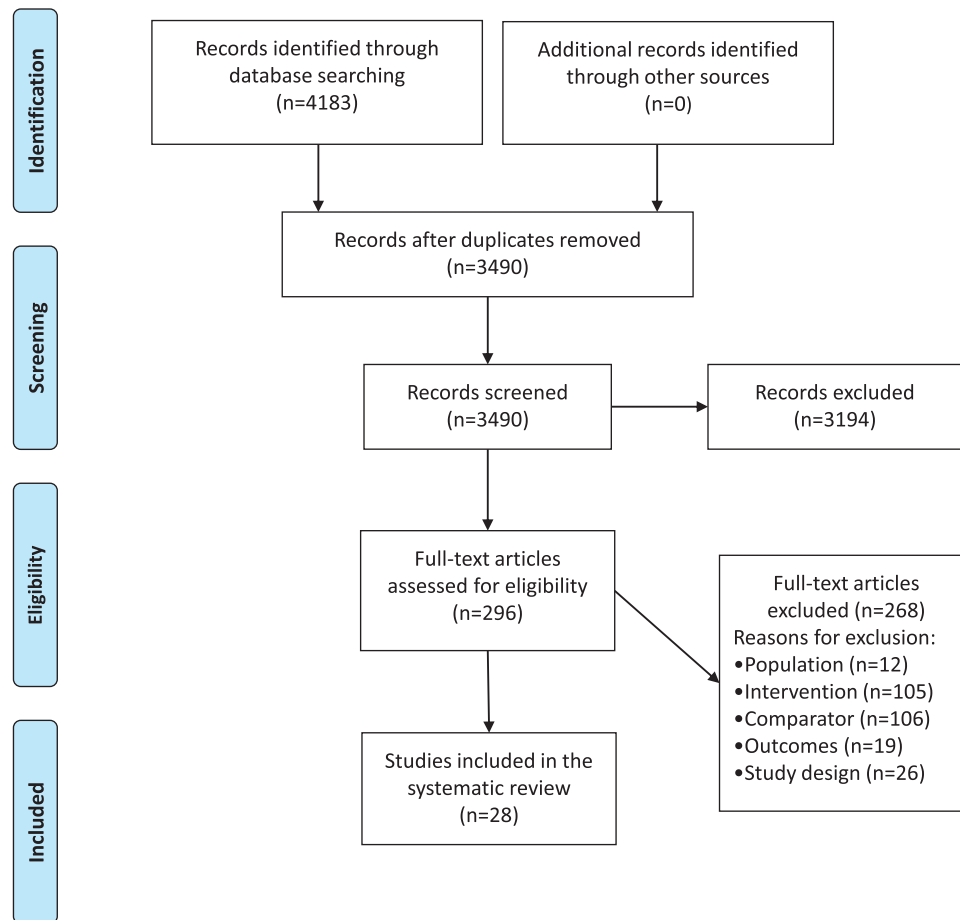 Identification
Records identified through
database searching
(n=4183)
Additional records identified
through other sources
(n=0)
Screening
Records after duplicates removed
(n=3490)
Records screened
(n=3490)
Records excluded
(n=3194)
Eligibility
Full-text articles
assessed for eligibility
(n=296)
Full-text articles
excluded (n=268)
Reasons for exclusion:
•Population (n=12)
•Intervention (n=105)
•Comparator (n=106)
•Outcomes (n=19)
•Study design (n=26)
Included
Studies included in the
systematic review
(n=28)